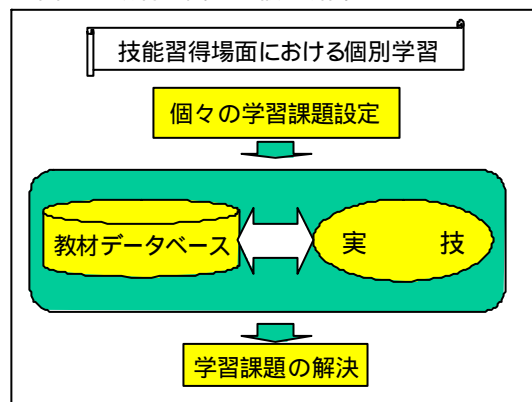 技能習得場面における個別学習
個々の学習課題設定
教材データベース
実　　技
学習課題の解決